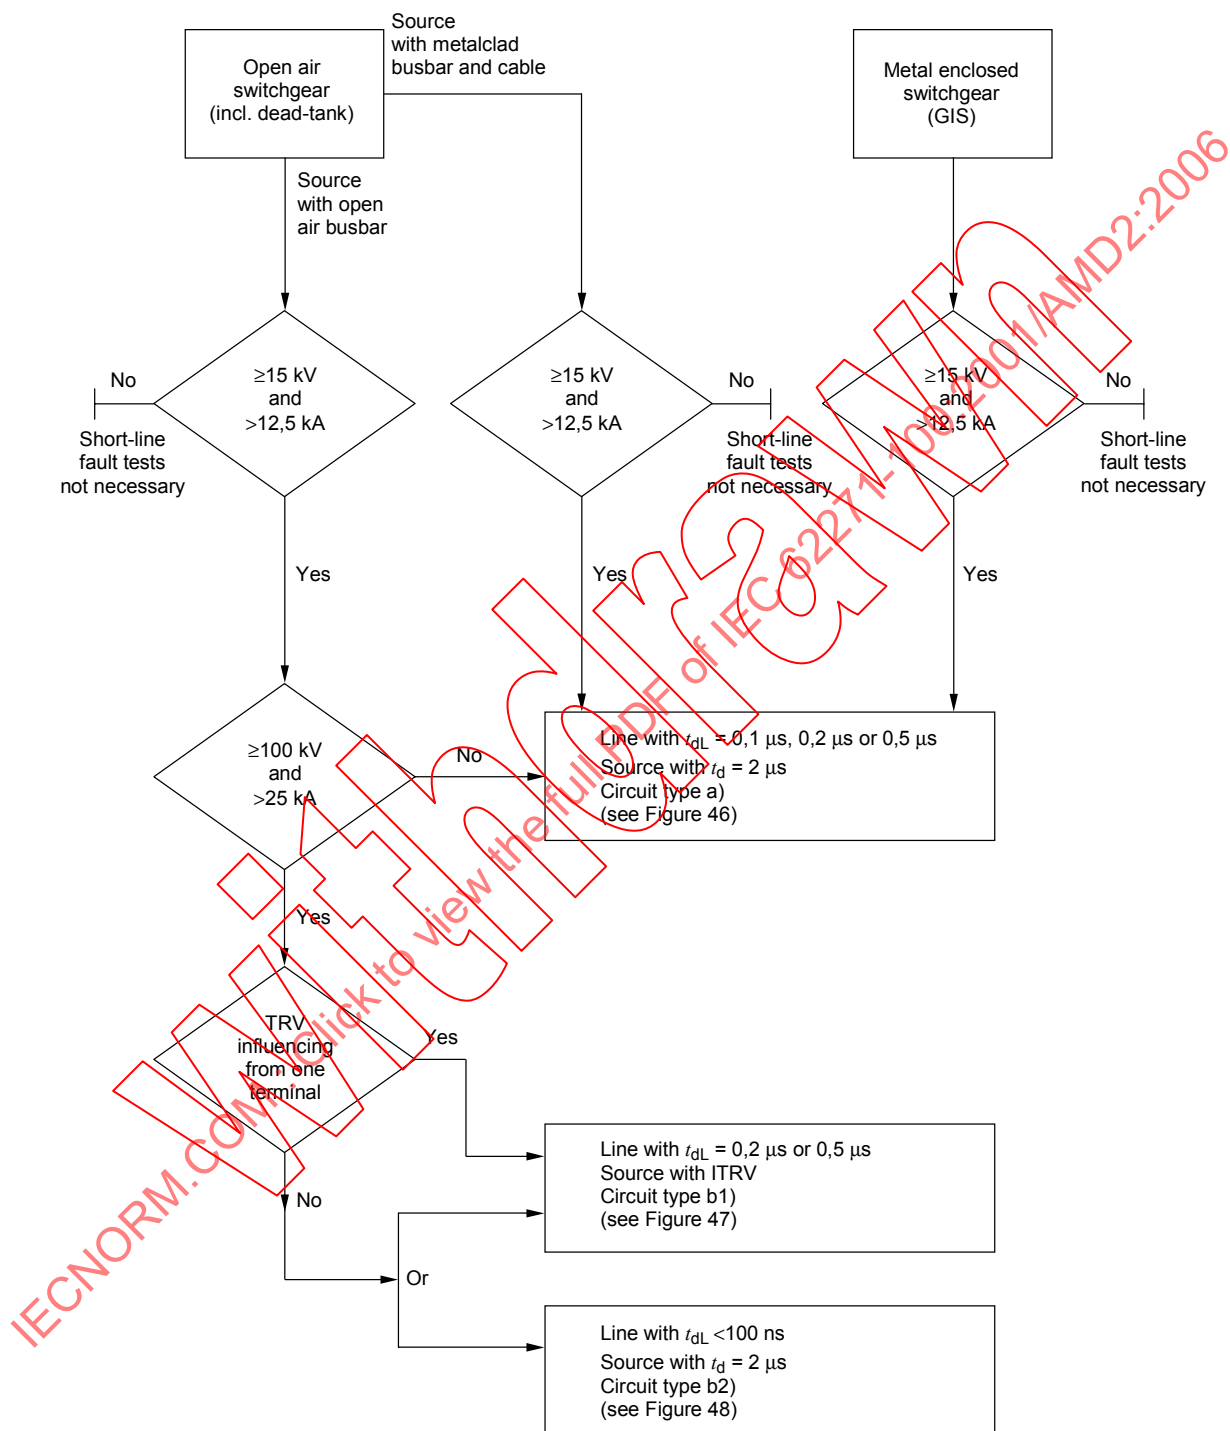 Source
with metalclad
busbar and cable
Open air
switchgear
(incl. dead-tank)
Metal enclosed
switchgear
(GIS)
Source
with open
air busbar
No
≥15 kV
and
>12,5 kA
Short-line
fault tests
not necessary
≥15 kV
and
>12,5 kA
No
Short-line
fault tests
not necessary
≥15 kV
and
>12,5 kA
No
Short-line
fault tests
not necessary
Yes
Yes
Yes
≥100 kV
and
>25 kA
No
Line with tdL = 0,1 μs, 0,2 μs or 0,5 μs
Source with td = 2 μs
Circuit type a)
(see Figure 46)
Yes
TRV
influencing
from one
terminal
Yes
No
Line with tdL = 0,2 μs or 0,5 μs
Source with ITRV
Circuit type b1)
(see Figure 47)
Or
Line with tdL <100 ns
Source with td = 2 μs
Circuit type b2)
(see Figure 48)
Withdrawn
IECNORM.COM: Click to view the full PDF of IEC 62271-100:2001/AMD2:2006